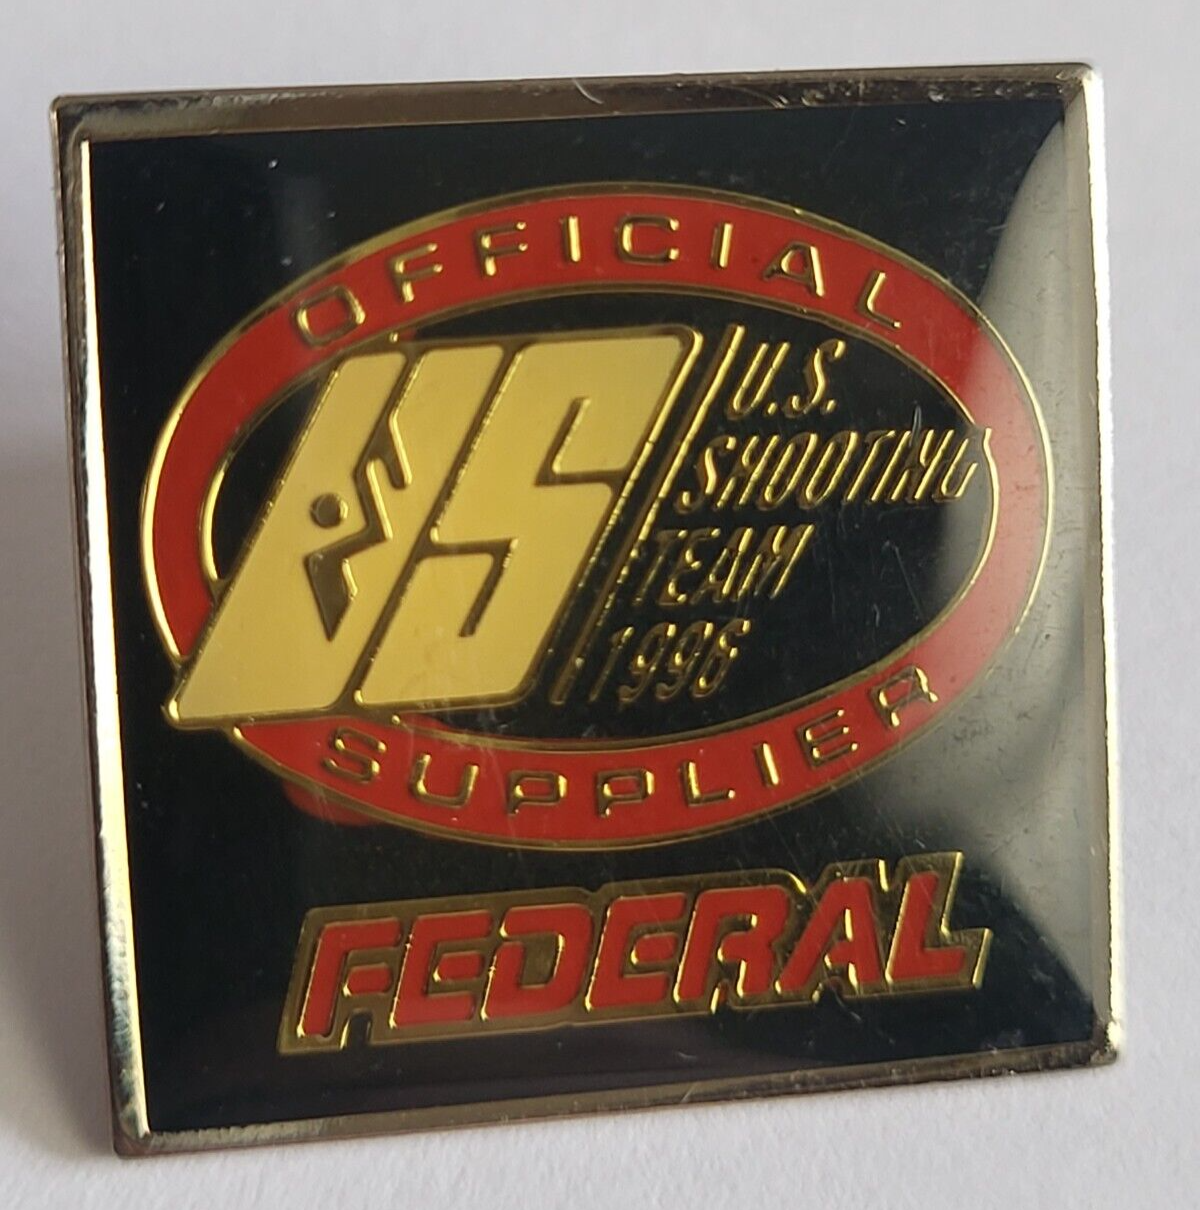 OFFICIAL
US
U.S.
SHOOTING
TEAM
1996
SUPPLIER
FEDERAL